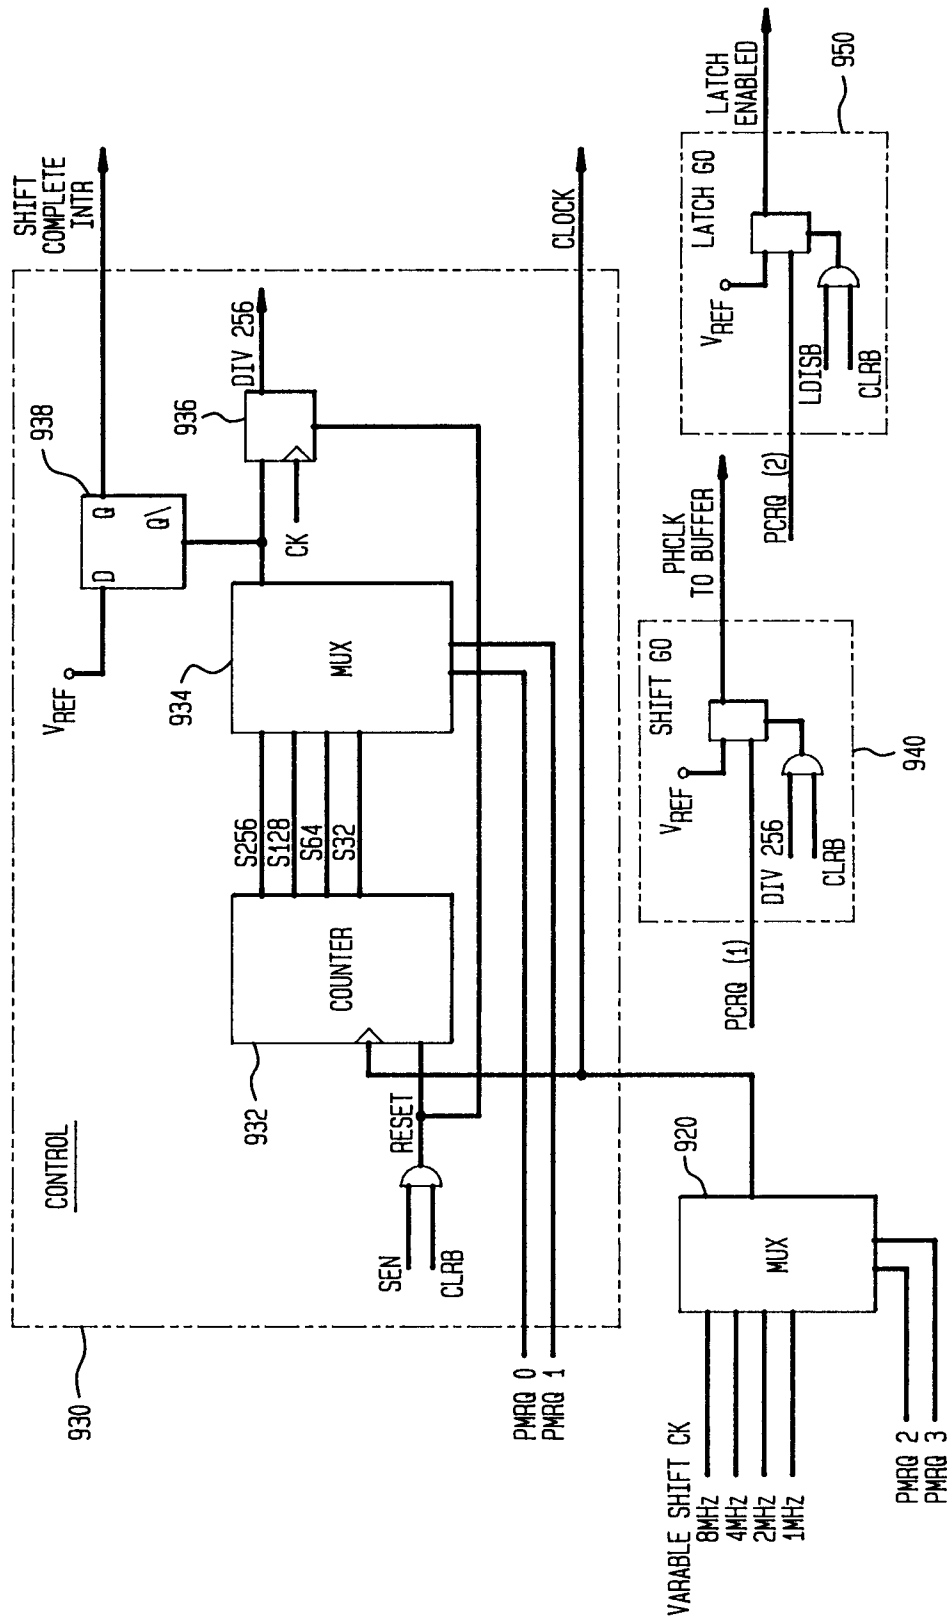 CONTROL
930
SHIFT
COMPLETE
INTR
938
D
Q
Q\
VREF
934
936
DIV 256
CK
932
COUNTER
S256
S128
S64
S32
MUX
RESET
SEN
CLRB
PMRQ 0
PMRQ 1
CLOCK
920
MUX
VARABLE SHIFT CK
8MHz
4MHz
2MHz
1MHz
PMRQ 2
PMRQ 3
SHIFT GO
VREF
PHCLK
TO BUFFER
DIV 256
CLRB
PCRQ (1)
940
LATCH GO
VREF
LATCH
ENABLED
LDISB
CLRB
PCRQ (2)
950